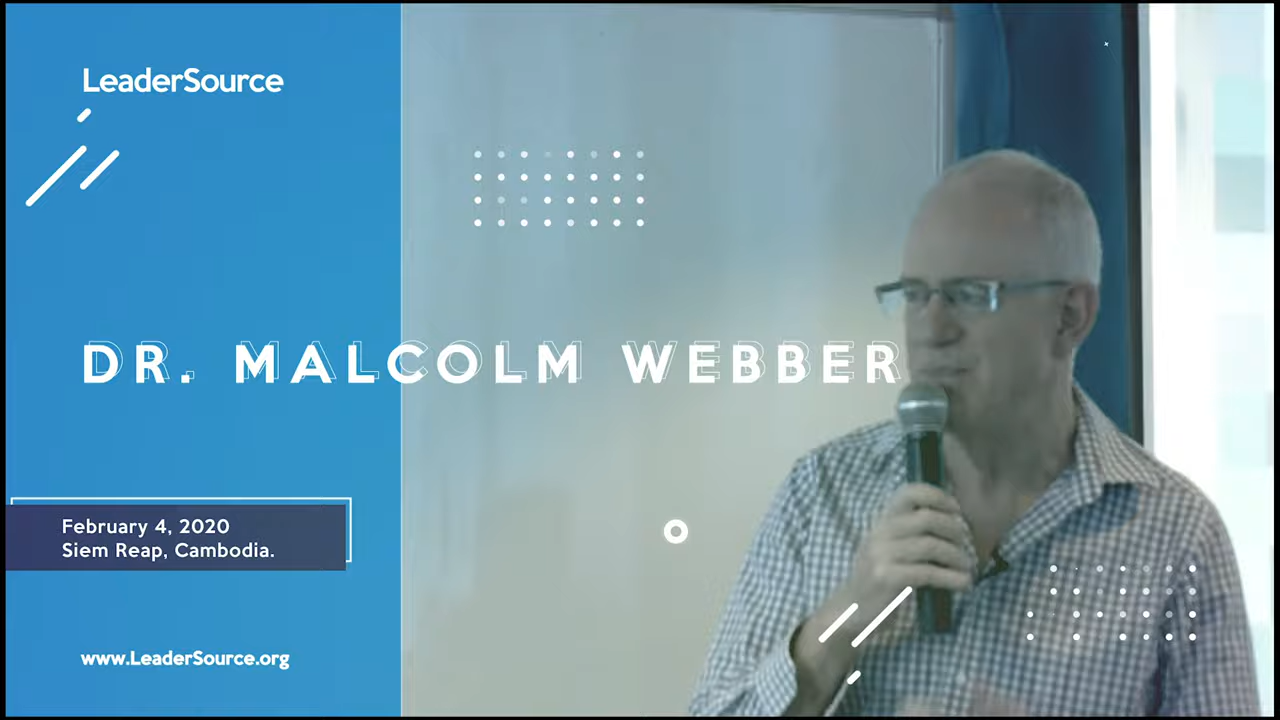 LeaderSource
DR. MALCOLM WEBBER
February 4, 2020
Siem Reap, Cambodia.
www.LeaderSource.org